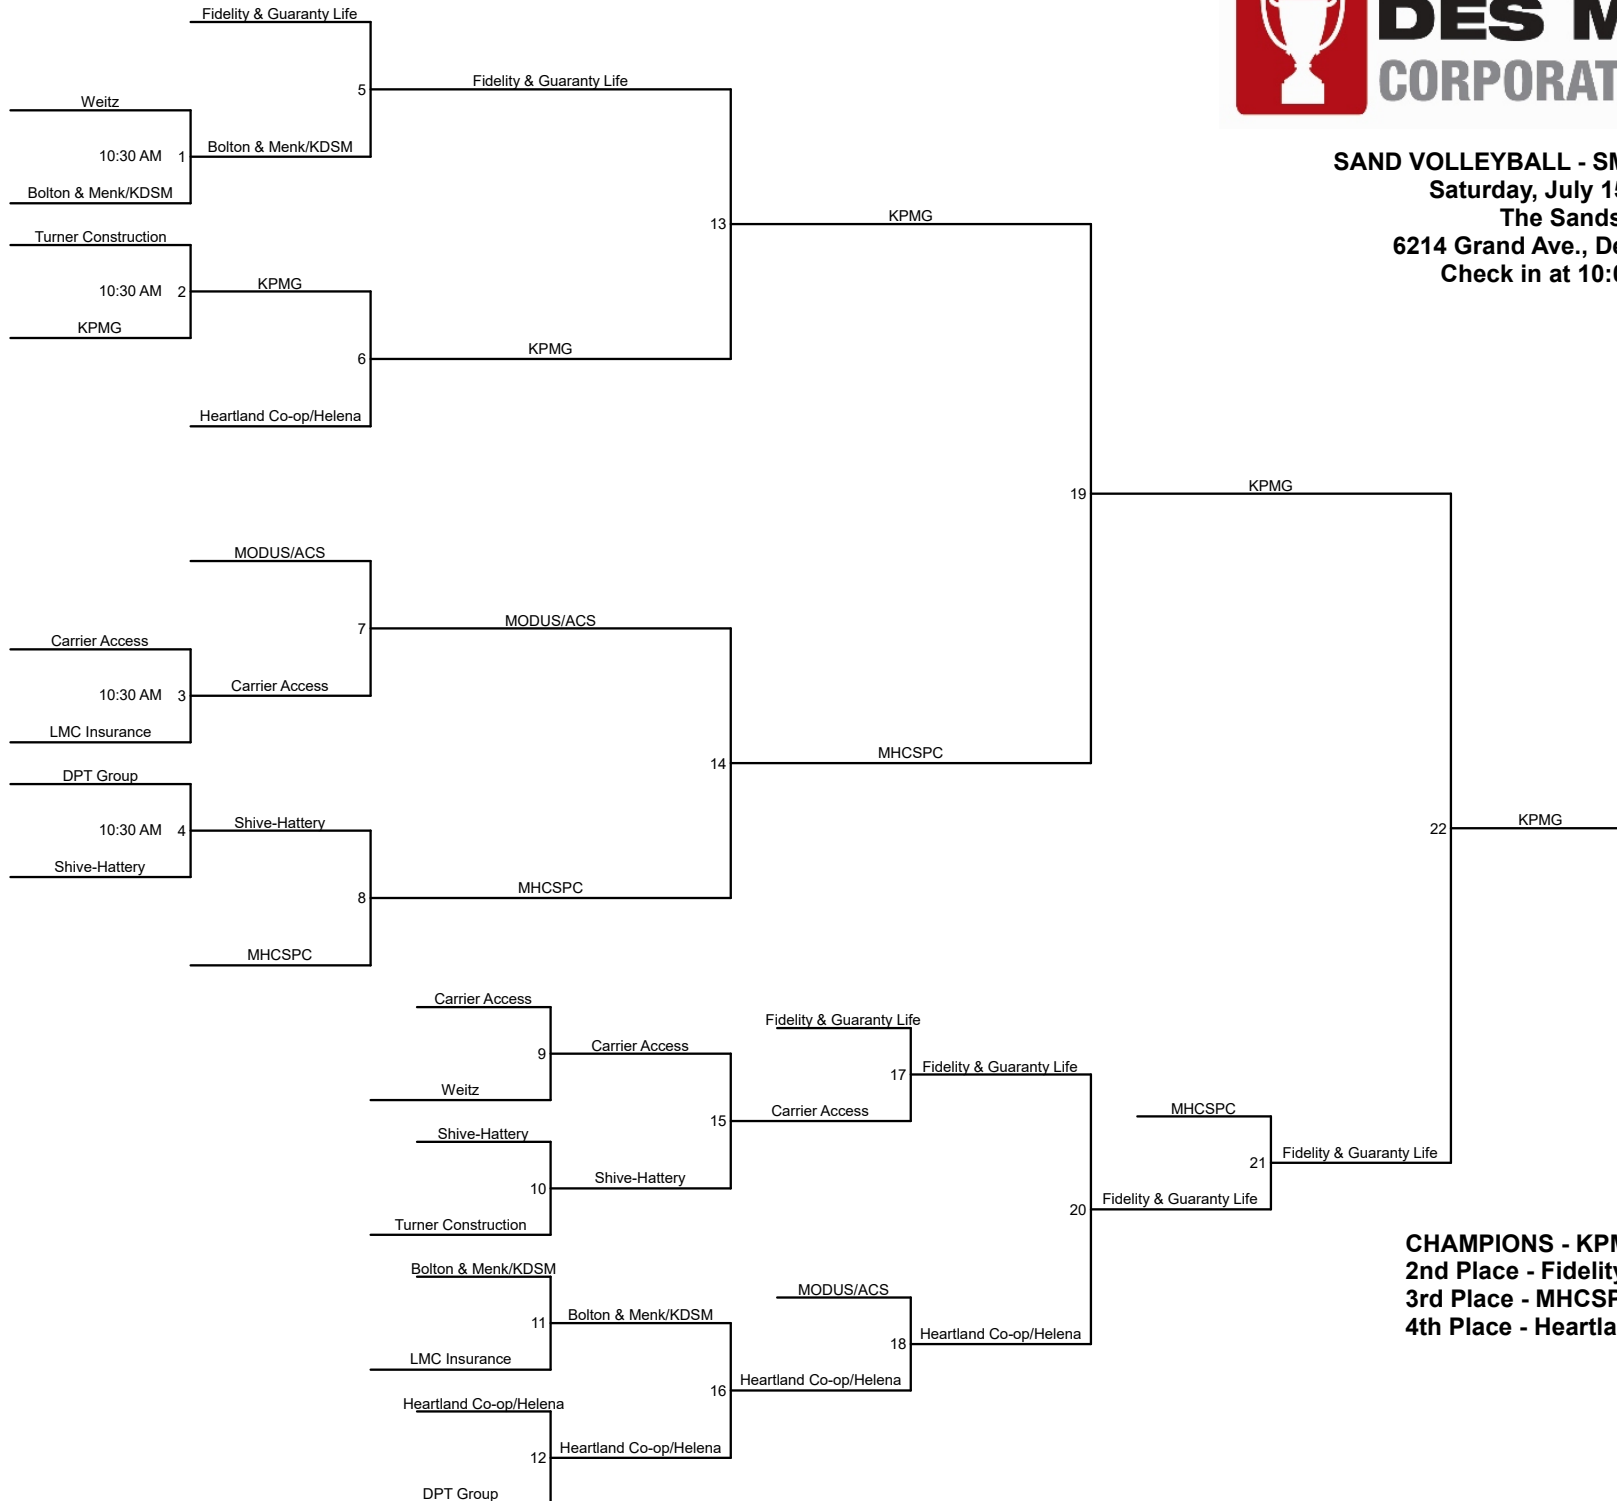 Fidelity & Guaranty Life
DES M
CORPORAT
5
Fidelity & Guaranty Life
Weitz
10:30 AM 1
Bolton & Menk/KDSM
Bolton & Menk/KDSM
SAND VOLLEYBALL - SM
Saturday, July 15
The Sands
6214 Grand Ave., De
Check in at 10:0
Turner Construction
10:30 AM 2
KPMG
KPMG
13
KPMG
6
KPMG
Heartland Co-op/Helena
19
KPMG
MODUS/ACS
7
MODUS/ACS
Carrier Access
10:30 AM 3
Carrier Access
LMC Insurance
14
MHCSPC
DPT Group
10:30 AM 4
Shive-Hattery
Shive-Hattery
8
MHCSPC
MHCSPC
22
KPMG
Carrier Access
9
Carrier Access
Weitz
Fidelity & Guaranty Life
17
Fidelity & Guaranty Life
15
Carrier Access
Shive-Hattery
10
Shive-Hattery
Turner Construction
MHCSPC
21
Fidelity & Guaranty Life
20
Fidelity & Guaranty Life
Bolton & Menk/KDSM
11
Bolton & Menk/KDSM
LMC Insurance
MODUS/ACS
18
Heartland Co-op/Helena
16
Heartland Co-op/Helena
Heartland Co-op/Helena
12
Heartland Co-op/Helena
DPT Group
CHAMPIONS - KPM
2nd Place - Fidelity
3rd Place - MHCSP
4th Place - Heartla